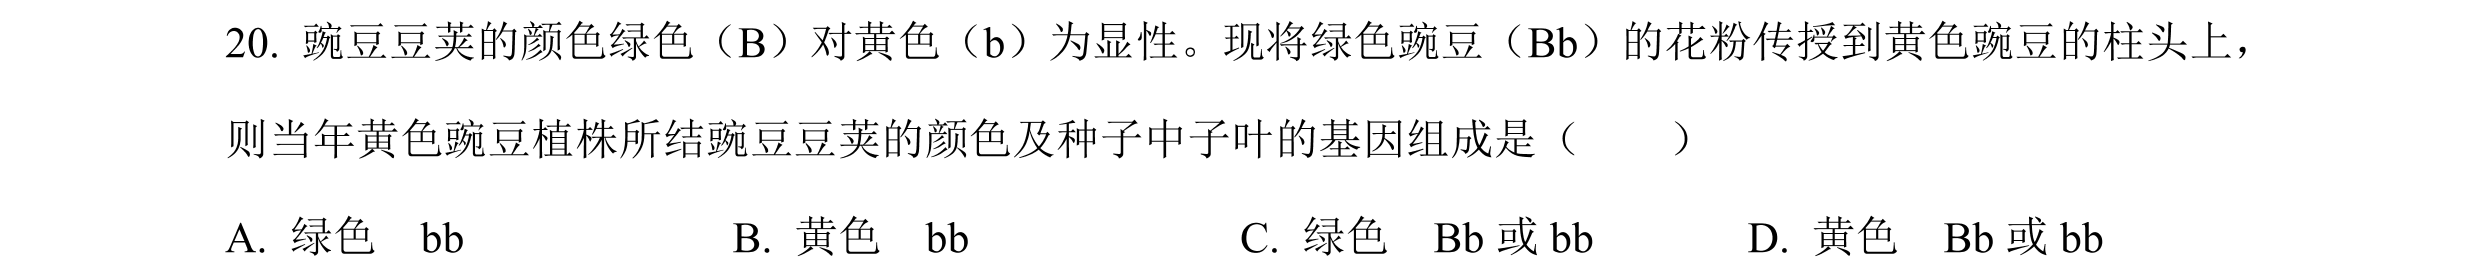 20. 豌豆豆荚的颜色绿色（B）对黄色（b）为显性。现将绿色豌豆（Bb）的花粉传授到黄色豌豆的柱头上，
则当年黄色豌豆植株所结豌豆豆荚的颜色及种子中子叶的基因组成是（　　）
A. 绿色　bb　　B. 黄色　bb　　C. 绿色　Bb 或 bb　　D. 黄色　Bb 或 bb